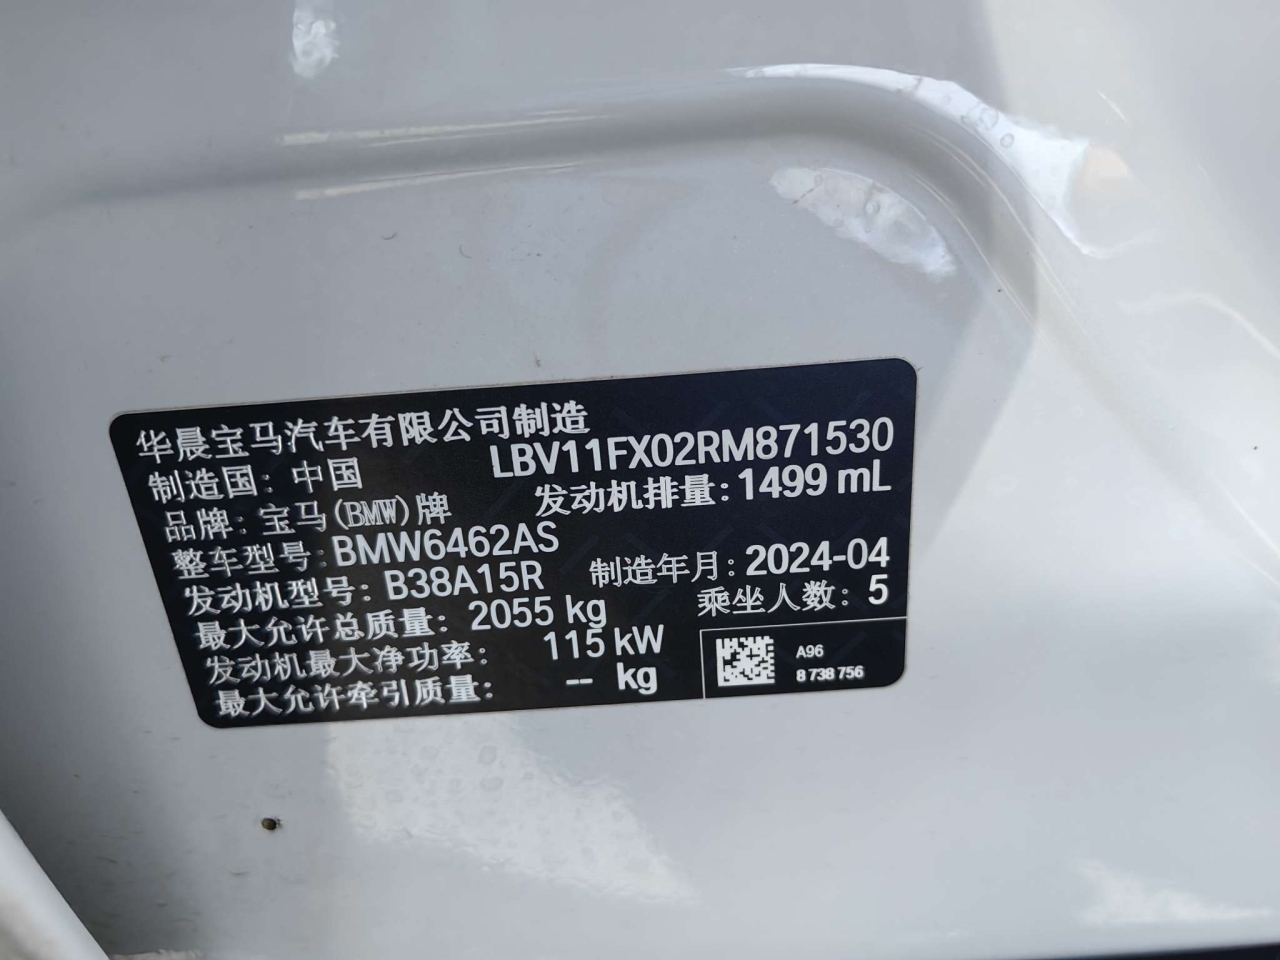 华晨宝马汽车有限公司制造
制造国：中国 LBV11FX02RM871530
品牌：宝马(BMW)牌 发动机排量：1499 mL
整车型号：BMW6462AS
发动机型号：B38A15R 制造年月：2024-04
最大允许总质量：2055 kg 乘坐人数：5
发动机最大净功率：115 kW
最大允许牵引质量：-- kg
A96
8 738 756